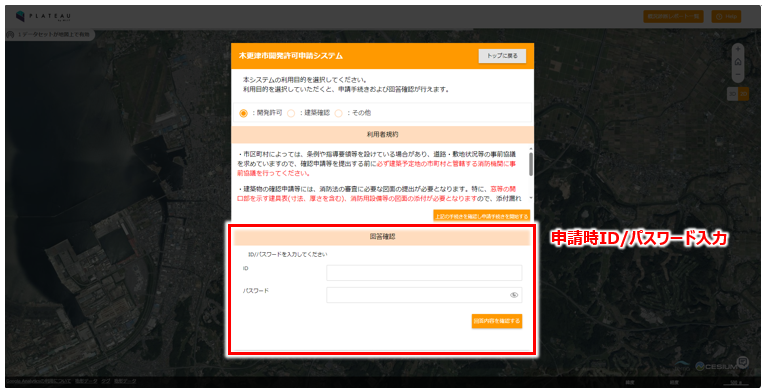 PLATEAU
木更津市開発許可申請システム
トップに戻る
本システムの利用目的を選択してください。
利用目的を選択していただくと、申請手続き及び回答確認が行えます。
：開発許可 ：建築確認 ：その他
利用者規約
・市区町村によっては、条例や指導要領等を設けている場合があり、道路・敷地状況等の事前協議
を求めていますので、確認申請等を提出する前に必ず建築予定地の市町村と管轄する消防機関に事
前協議を行ってください。
・建築物の確認申請等には、消防法の審査に必要な図面の提出が必要となります。特に、窓等の開
口部を示す建具表(寸法、厚さを含む)、消防用設備等の図面の添付が必要となりますので、添付漏れ
上記の手続きを確認し申請手続きを開始する
回答確認
ID/パスワードを入力してください
ID
パスワード
回答内容を確認する
申請時ID/パスワード入力
CESIUM